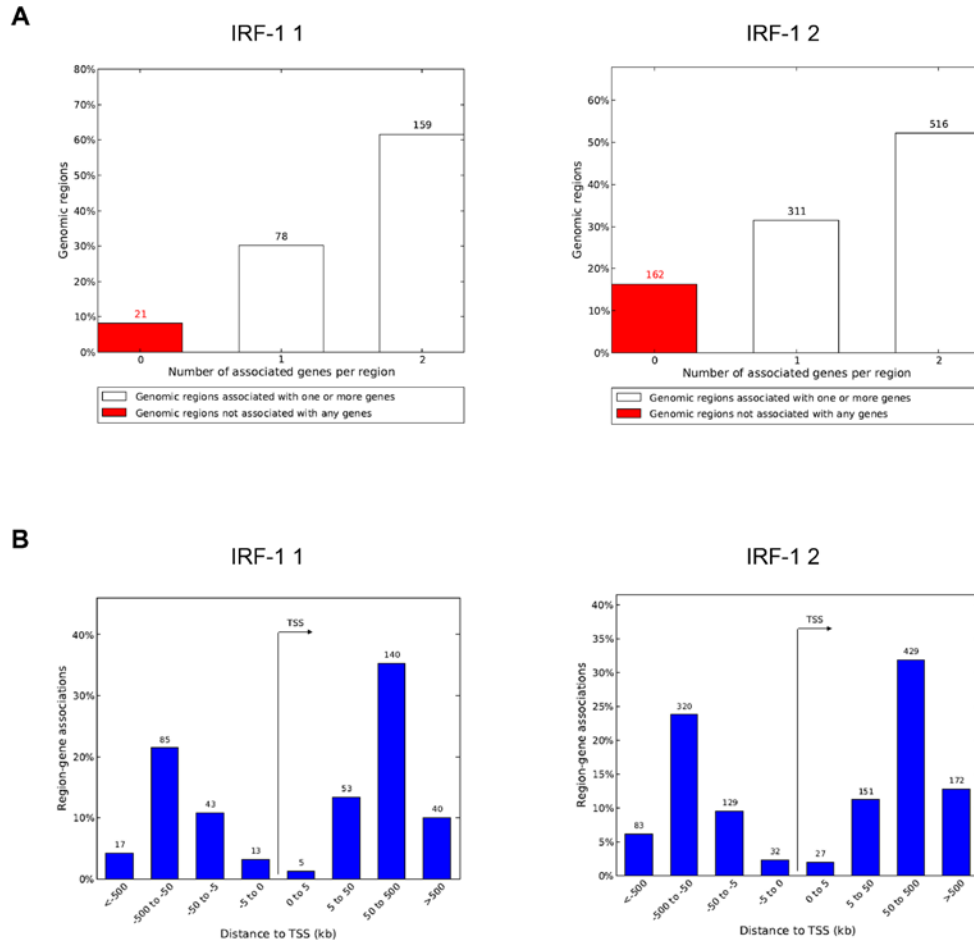 A
IRF-1 1
IRF-1 2
80%
70%
60%
50%
40%
30%
20%
10%
0%
Genomic regions
21
78
159
0
1
2
Number of associated genes per region
Genomic regions associated with one or more genes
Genomic regions not associated with any genes
60%
50%
40%
30%
20%
10%
0%
Genomic regions
162
311
516
0
1
2
Number of associated genes per region
Genomic regions associated with one or more genes
Genomic regions not associated with any genes
B
IRF-1 1
IRF-1 2
40%
30%
20%
10%
0%
Region-gene associations
TSS
17
85
43
13
5
53
140
40
<-500
-500 to -50
-50 to -5
-5 to 0
0 to 5
5 to 50
50 to 500
>500
Distance to TSS (kb)
40%
35%
30%
25%
20%
15%
10%
5%
0%
Region-gene associations
TSS
83
320
129
32
27
151
429
172
<-500
-500 to -50
-50 to -5
-5 to 0
0 to 5
5 to 50
50 to 500
>500
Distance to TSS (kb)